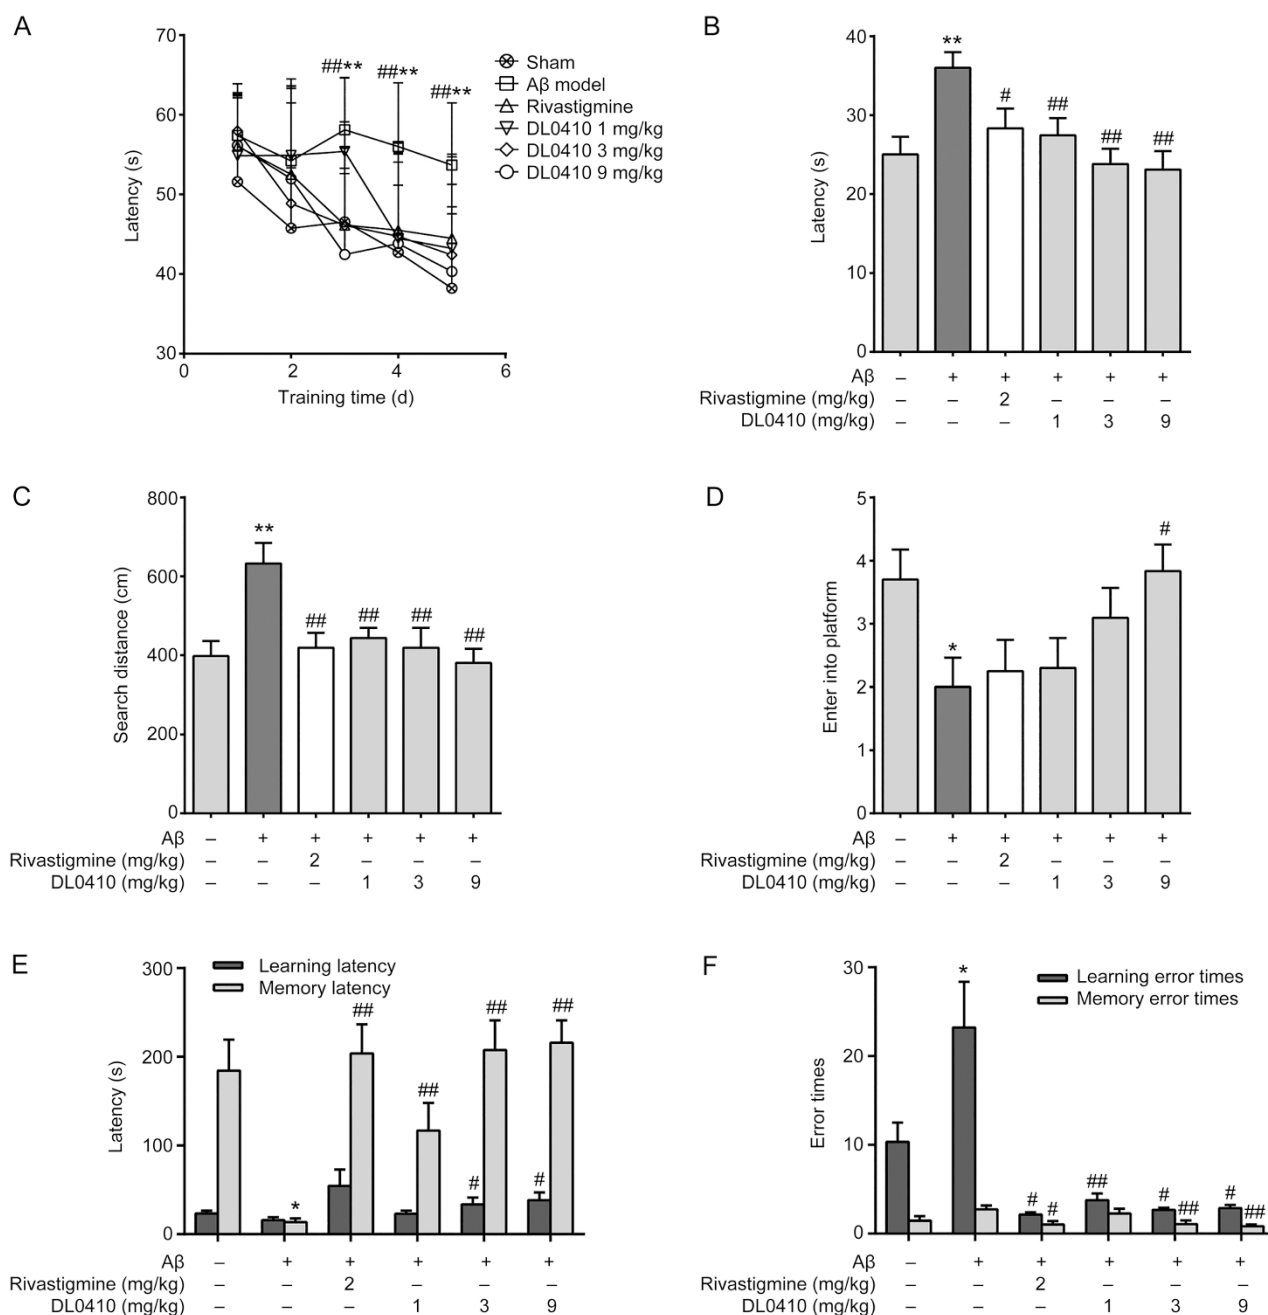 A
70
60
50
40
30
Latency (s)
0
2
4
6
Training time (d)
##**
##**
##**
Sham
Aβ model
Rivastigmine
DL0410 1 mg/kg
DL0410 3 mg/kg
DL0410 9 mg/kg
B
40
30
20
10
0
Latency (s)
**
#
##
##
##
Aβ – + + + + +
Rivastigmine (mg/kg) – – 2 – – –
DL0410 (mg/kg) – – – 1 3 9
C
800
600
400
200
0
Search distance (cm)
**
##
##
##
##
Aβ – + + + + +
Rivastigmine (mg/kg) – – 2 – – –
DL0410 (mg/kg) – – – 1 3 9
D
5
4
3
2
1
0
Enter into platform
*
#
Aβ – + + + + +
Rivastigmine (mg/kg) – – 2 – – –
DL0410 (mg/kg) – – – 1 3 9
E
300
200
100
0
Latency (s)
Learning latency
Memory latency
*
##
##
#
##
#
##
Aβ – + + + + +
Rivastigmine (mg/kg) – – 2 – – –
DL0410 (mg/kg) – – – 1 3 9
F
30
20
10
0
Error times
Learning error times
Memory error times
*
#
#
##
#
##
#
##
Aβ – + + + + +
Rivastigmine (mg/kg) – – 2 – – –
DL0410 (mg/kg) – – – 1 3 9